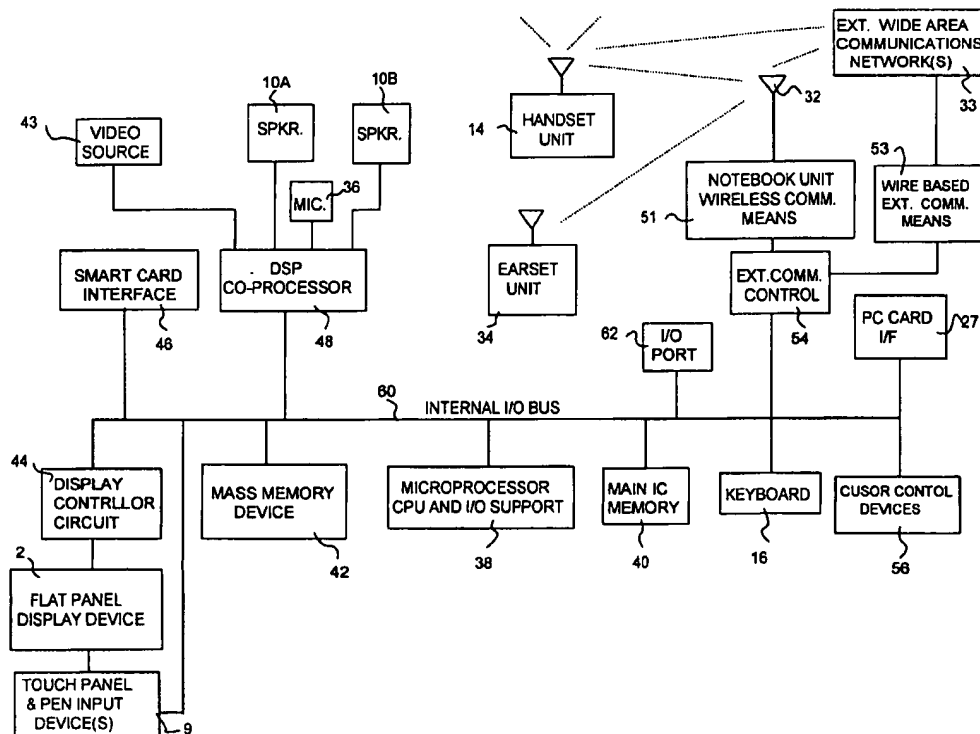 EXT. WIDE AREA
COMMUNICATIONS
NETWORK(S)
33
10A
SPKR.
10B
SPKR.
43
VIDEO
SOURCE
36
MIC.
14
HANDSET
UNIT
32
53
NOTEBOOK UNIT
WIRELESS COMM.
MEANS
51
WIRE BASED
EXT. COMM.
MEANS
SMART CARD
INTERFACE
46
DSP
CO-PROCESSOR
48
EARSET
UNIT
34
EXT.COMM.
CONTROL
54
62
I/O
PORT
PC CARD
I/F
27
60
INTERNAL I/O BUS
44
DISPLAY
CONTRLLOR
CIRCUIT
MASS MEMORY
DEVICE
42
MICROPROCESSOR
CPU AND I/O SUPPORT
38
MAIN IC
MEMORY
40
KEYBOARD
16
CUSOR CONTOL
DEVICES
56
2
FLAT PANEL
DISPLAY DEVICE
TOUCH PANEL
& PEN INPUT
DEVICE(S)
9